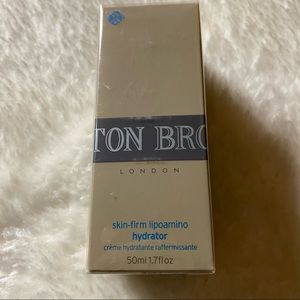 TON BRO
LONDON
skin-firm lipoamino
hydrator
crème hydratante raffermissante
50ml 1.7fl oz